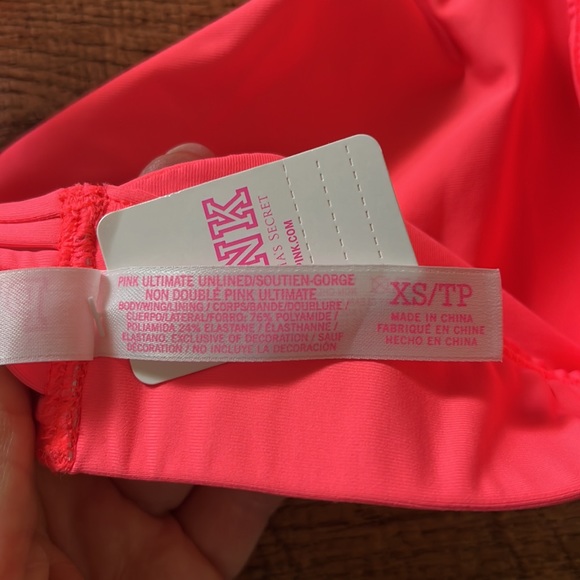 NK
A'S SECRET
INK.COM
PINK ULTIMATE UNLINED/SOUTIEN-GORGE
NON DOUBLÉ PINK ULTIMATE
BODY/WING/LINING / CORPS/BANDE/DOUBLURE /
CUERPO/LATERAL/FORRO: 76% POLYAMIDE /
POLIAMIDA 24% ELASTANE / ÉLASTHANNE /
ELASTANO. EXCLUSIVE OF DECORATION / SAUF
DÉCORATION / NO INCLUYE LA DECORACIÓN
XS/TP
MADE IN CHINA
FABRIQUÉ EN CHINE
HECHO EN CHINA